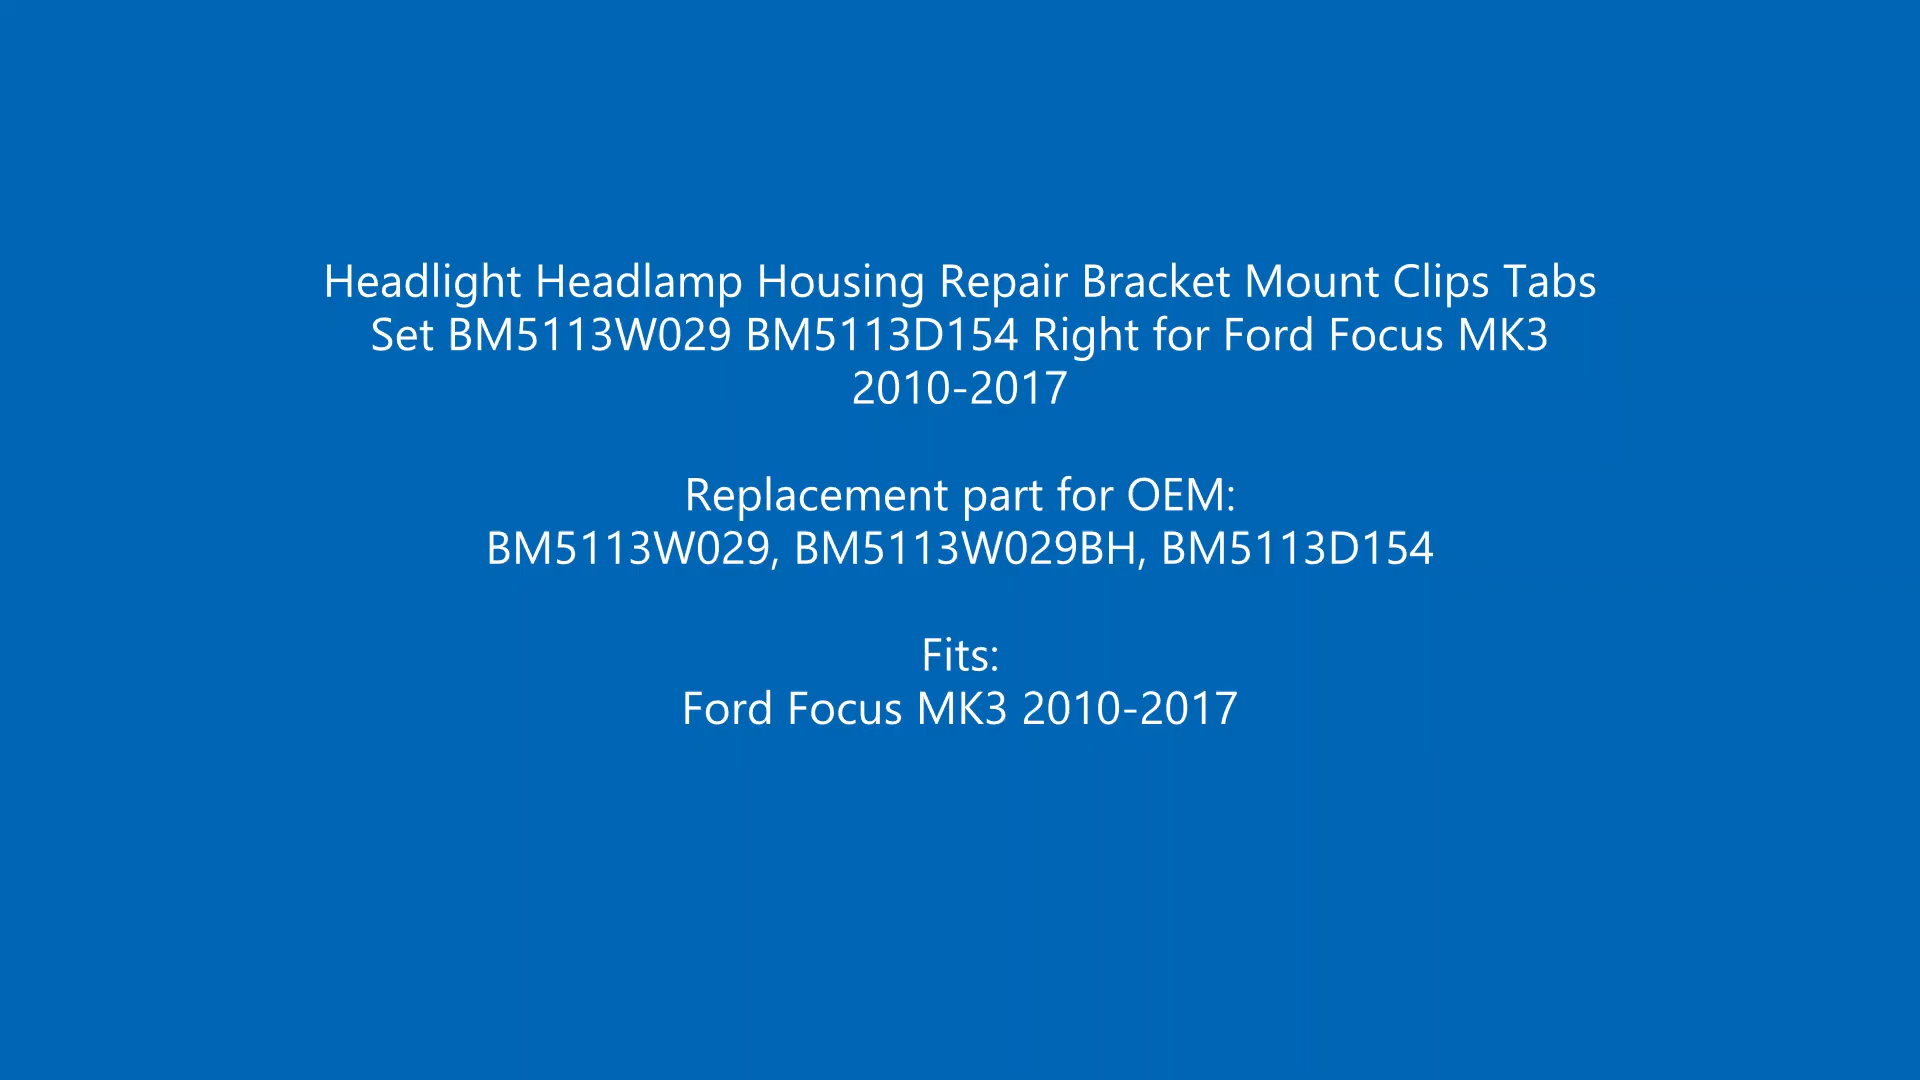 Headlight Headlamp Housing Repair Bracket Mount Clips Tabs
Set BM5113W029 BM5113D154 Right for Ford Focus MK3
2010-2017
Replacement part for OEM:
BM5113W029, BM5113W029BH, BM5113D154
Fits:
Ford Focus MK3 2010-2017